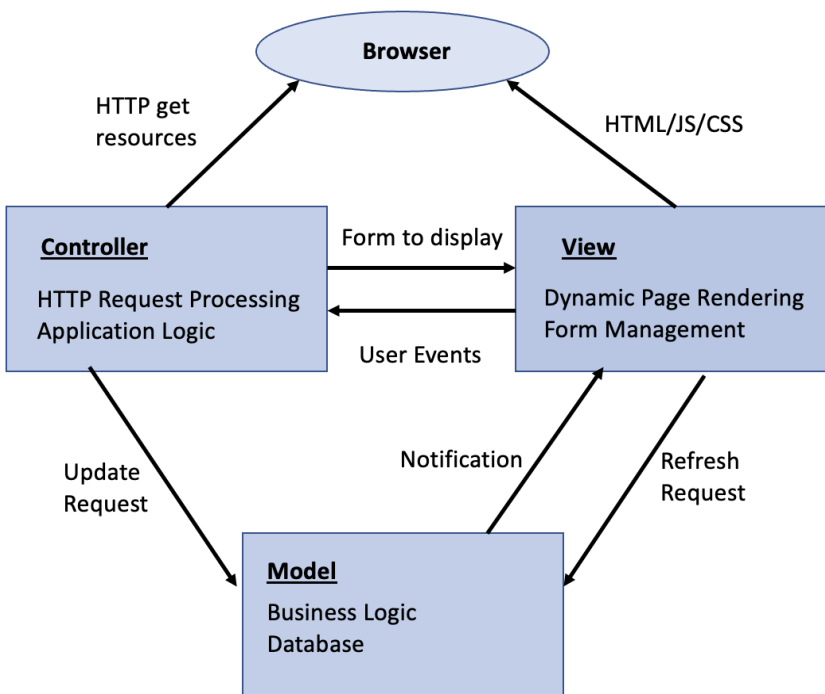 Browser
HTTP get
resources
HTML/JS/CSS
Controller
HTTP Request Processing
Application Logic
Form to display
User Events
View
Dynamic Page Rendering
Form Management
Update
Request
Notification
Refresh
Request
Model
Business Logic
Database